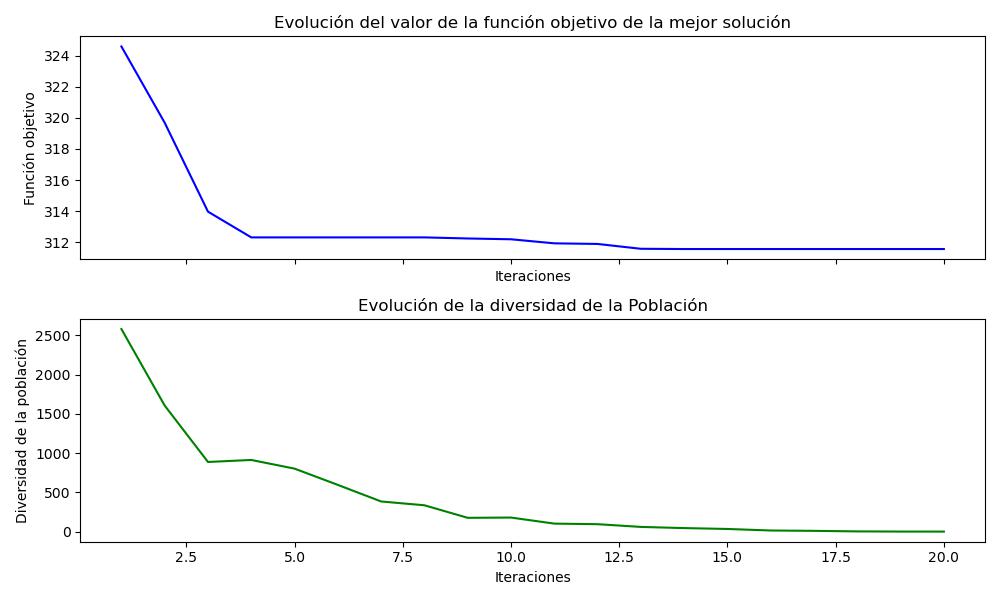 Evolución del valor de la función objetivo de la mejor solución
Función objetivo
324
322
320
318
316
314
312
Iteraciones
Evolución de la diversidad de la Población
Diversidad de la población
2500
2000
1500
1000
500
0
2.5 5.0 7.5 10.0 12.5 15.0 17.5 20.0
Iteraciones